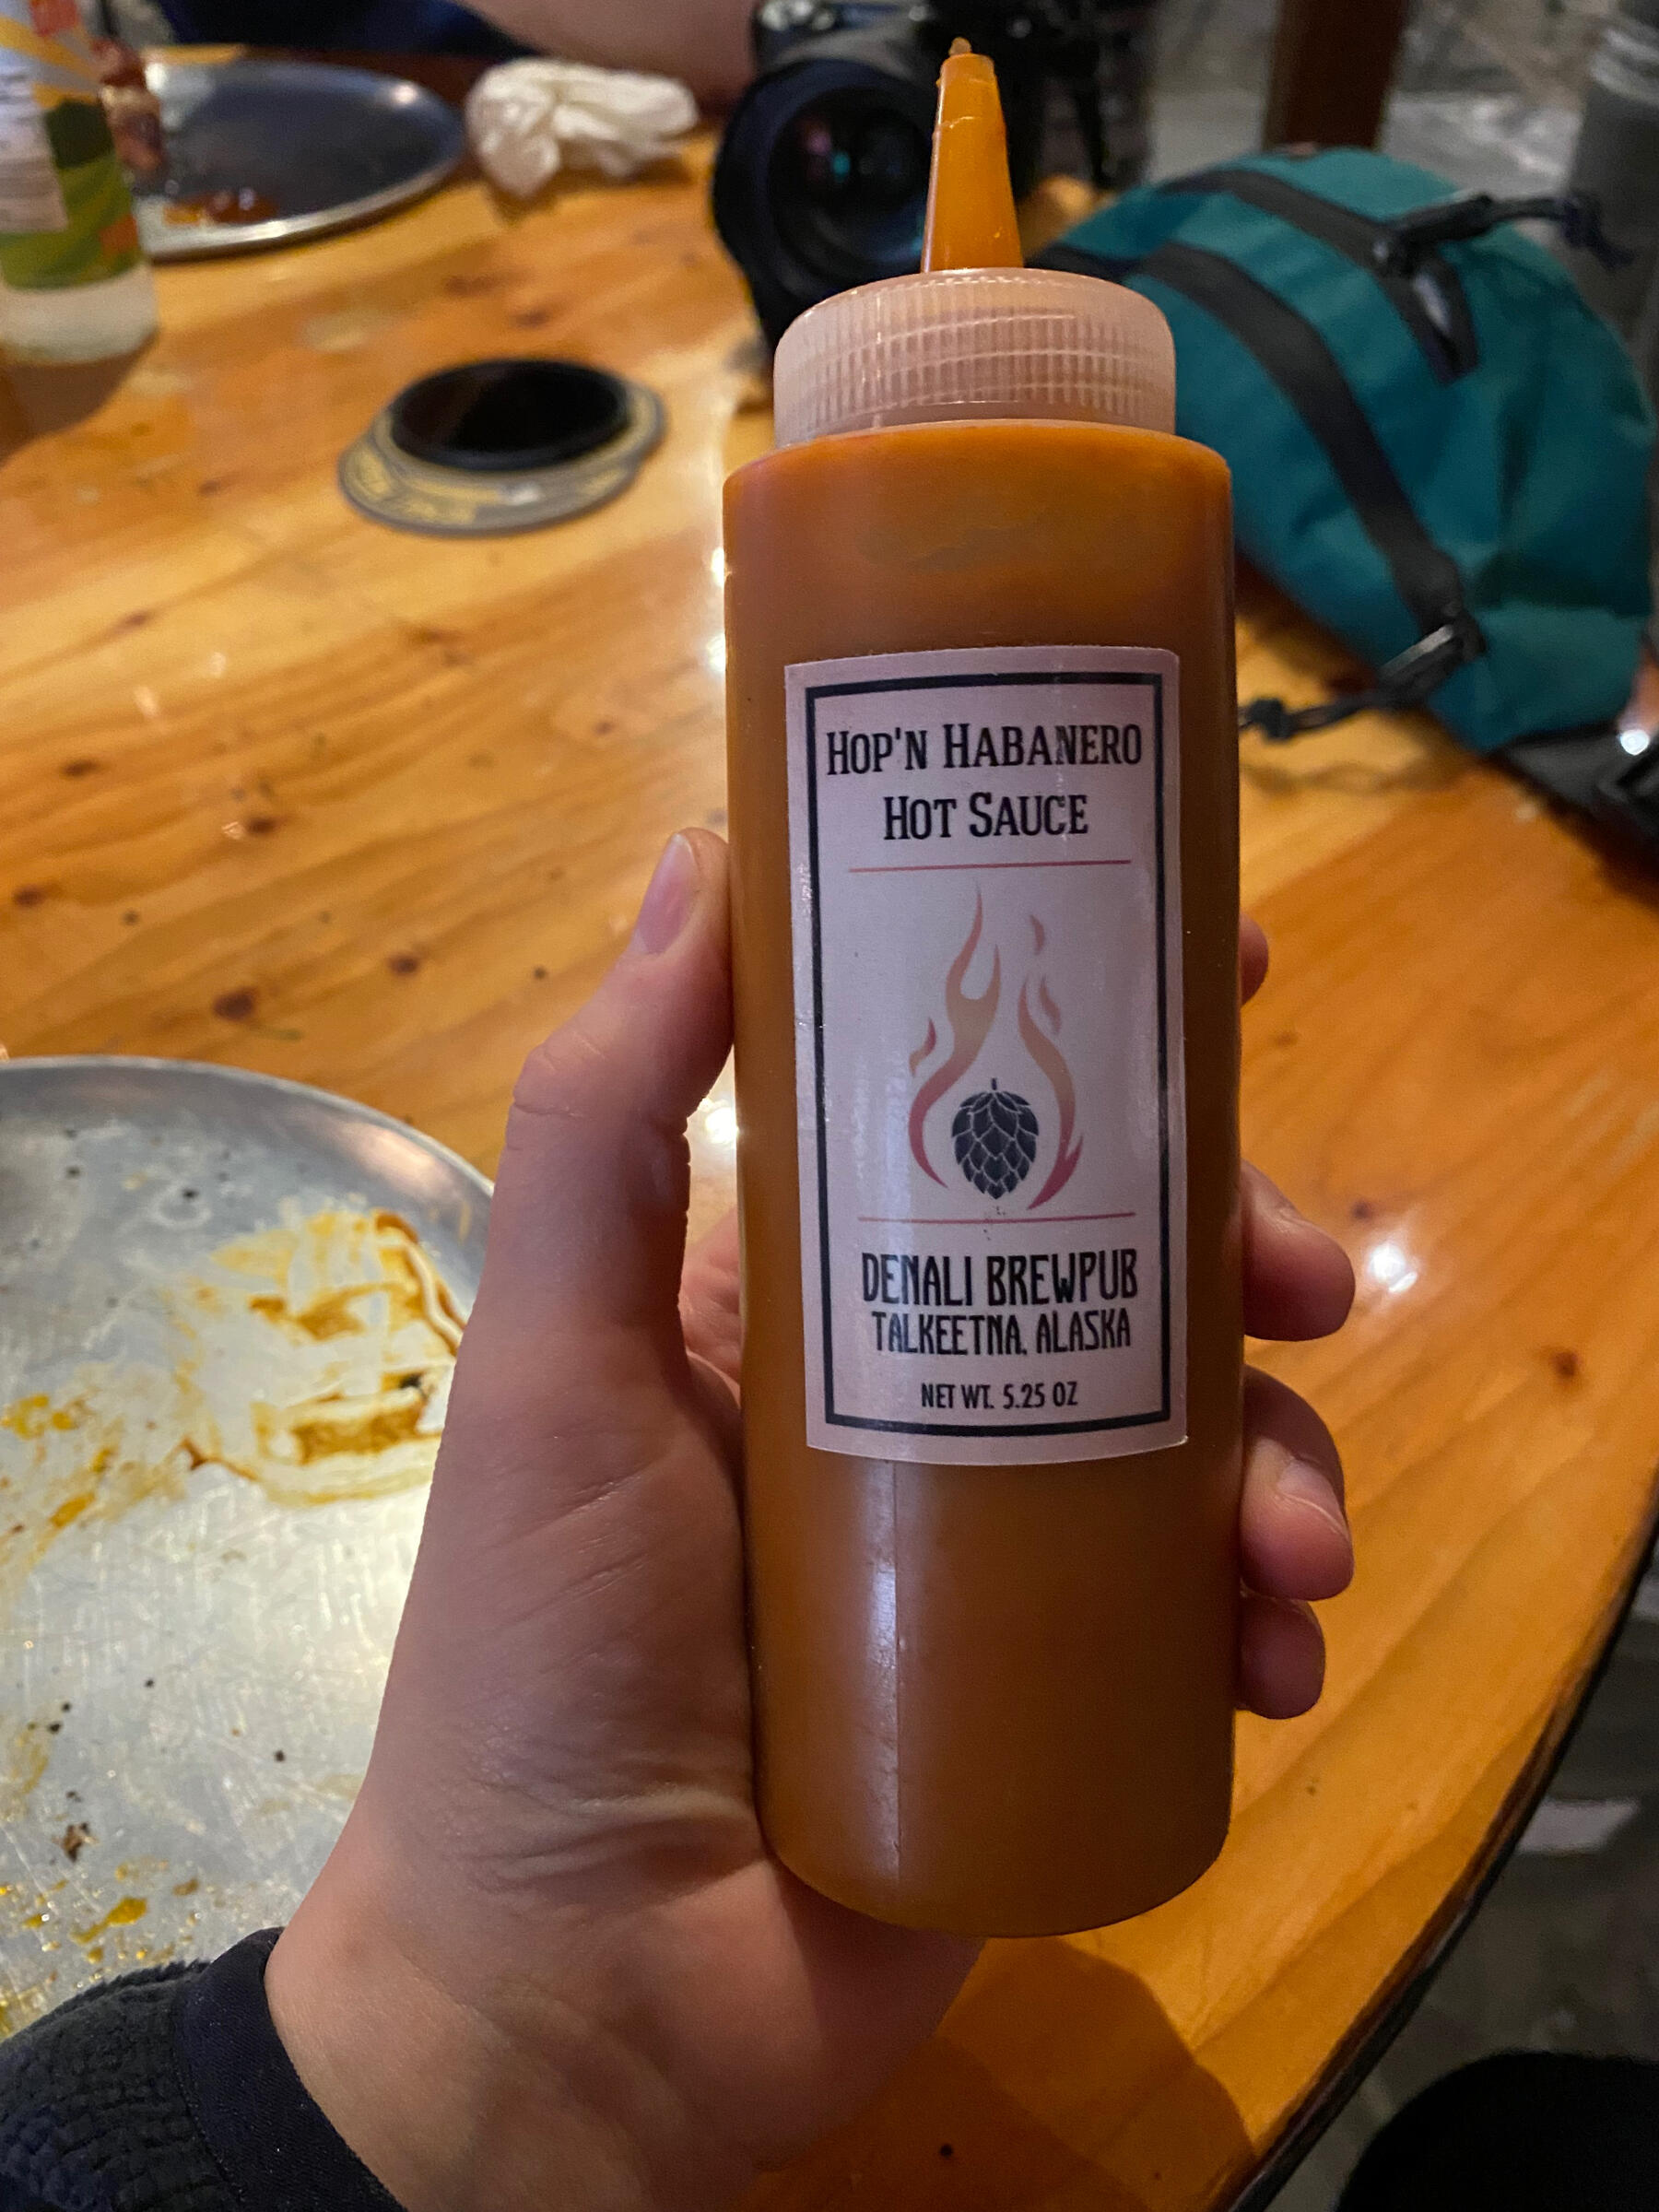 HOP'N HABANERO
HOT SAUCE
DENALI BREWPUB
TALKEETNA, ALASKA
NET WT. 5.25 OZ